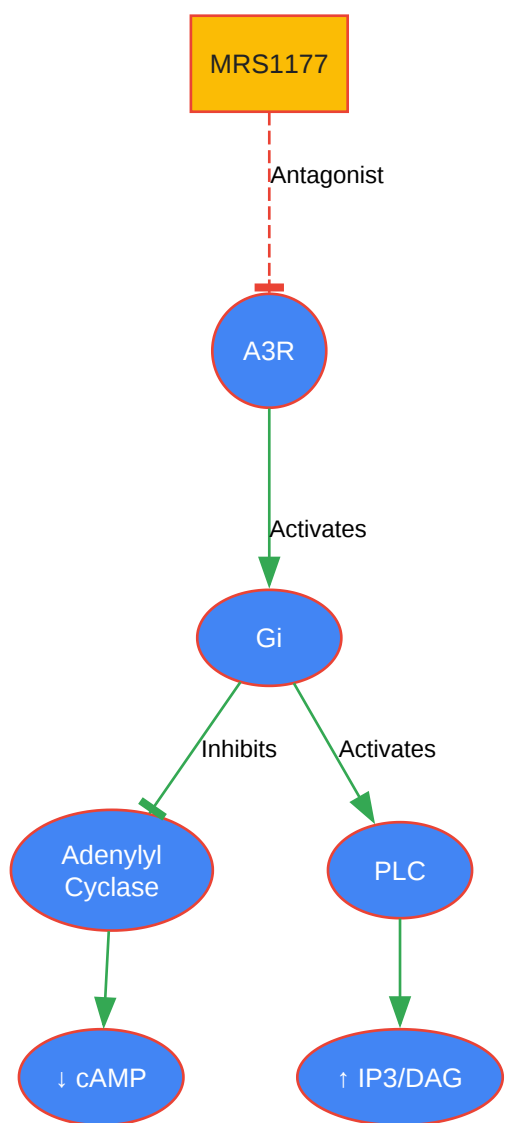 MRS1177
Antagonist
A3R
Activates
Gi
Inhibits
Activates
Adenylyl
Cyclase
PLC
↓ cAMP
↑ IP3/DAG